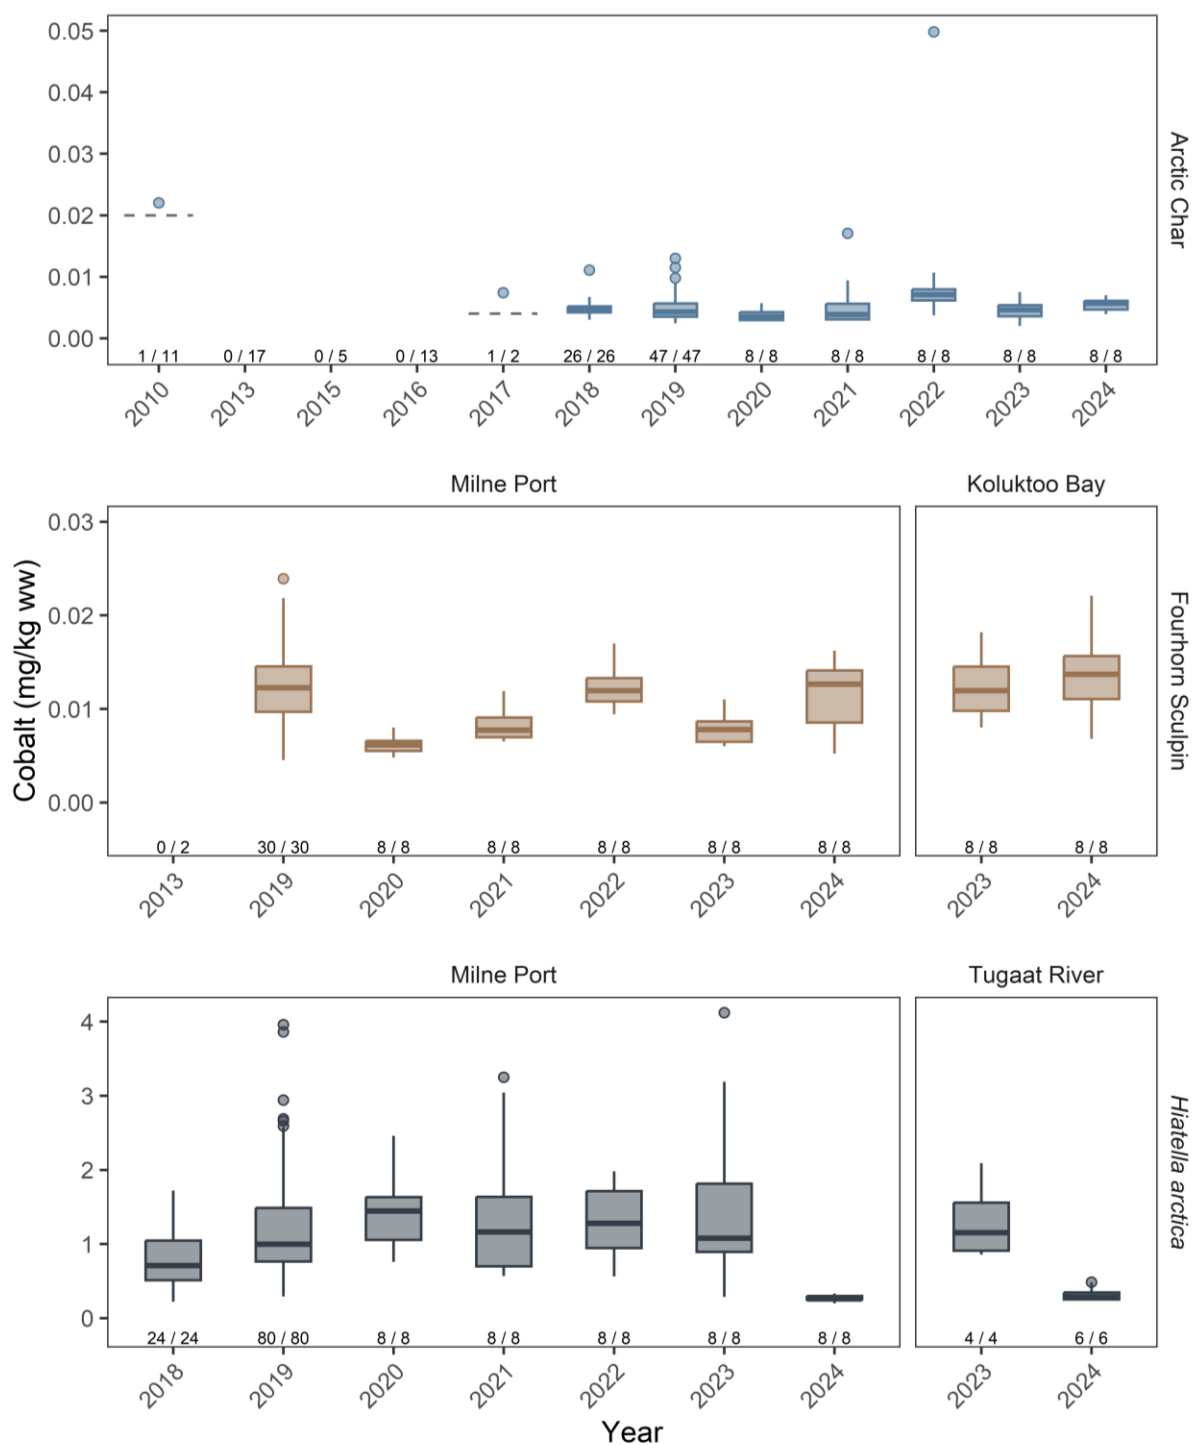 0.05
0.04
0.03
0.02
0.01
0.00
1 / 11 0 / 17 0 / 5 0 / 13 1 / 2 26 / 26 47 / 47 8 / 8 8 / 8 8 / 8 8 / 8 8 / 8
2010 2013 2015 2016 2017 2018 2019 2020 2021 2022 2023 2024
Arctic Char
Milne Port Koluktoo Bay
0.03
0.02
0.01
0.00
0 / 2 30 / 30 8 / 8 8 / 8 8 / 8 8 / 8 8 / 8 8 / 8 8 / 8
2013 2019 2020 2021 2022 2023 2024 2023 2024
Fourhorn Sculpin
Cobalt (mg/kg ww)
Milne Port Tugaat River
4
3
2
1
0
24 / 24 80 / 80 8 / 8 8 / 8 8 / 8 8 / 8 8 / 8 4 / 4 6 / 6
2018 2019 2020 2021 2022 2023 2024 2023 2024
Hiatella arctica
Year